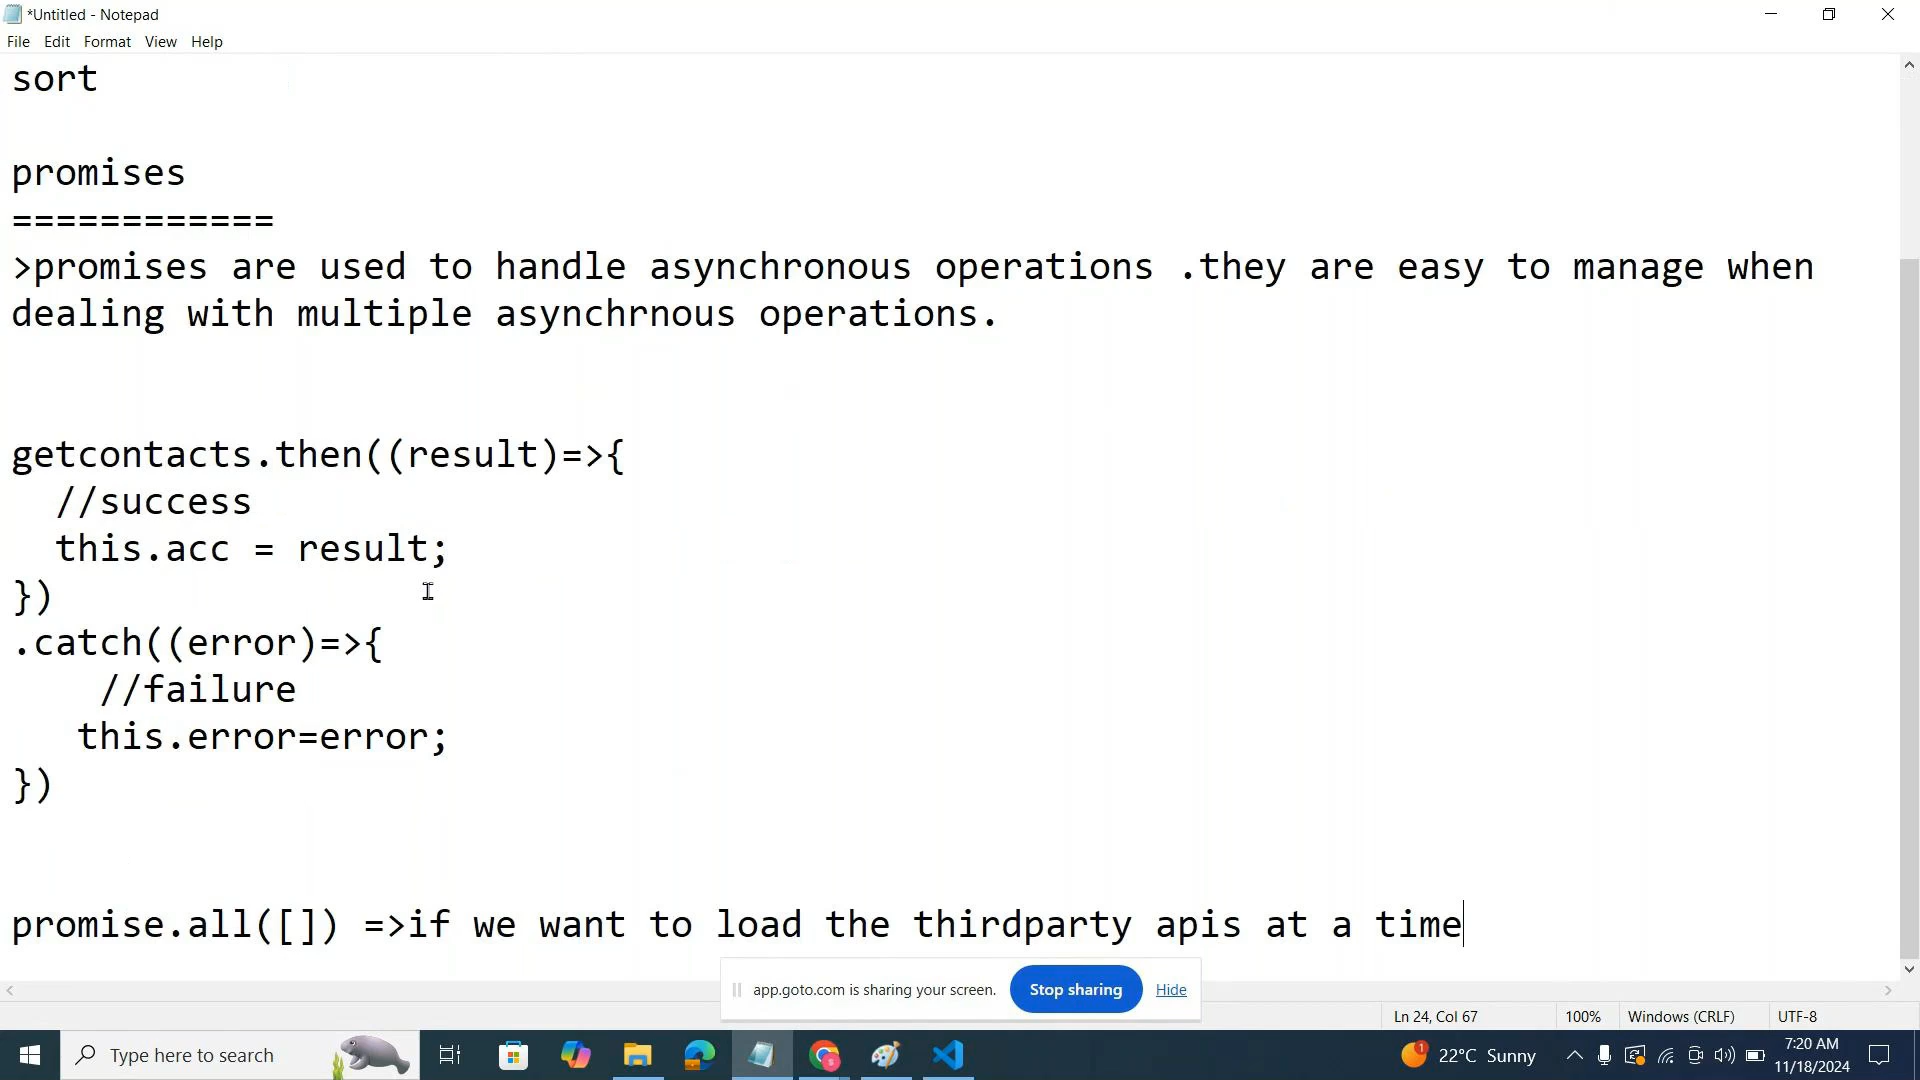 *Untitled - Notepad
File Edit Format View Help
sort
promises
============
>promises are used to handle asynchronous operations .they are easy to manage when
dealing with multiple asynchrnous operations.
getcontacts.then((result)=>{
//success
this.acc = result;
})
.catch((error)=>{
//failure
this.error=error;
})
promise.all([]) =>if we want to load the thirdparty apis at a time
app.goto.com is sharing your screen. Stop sharing Hide
Ln 24, Col 67 100% Windows (CRLF) UTF-8
Type here to search 1 22°C Sunny 7:20 AM
11/18/2024